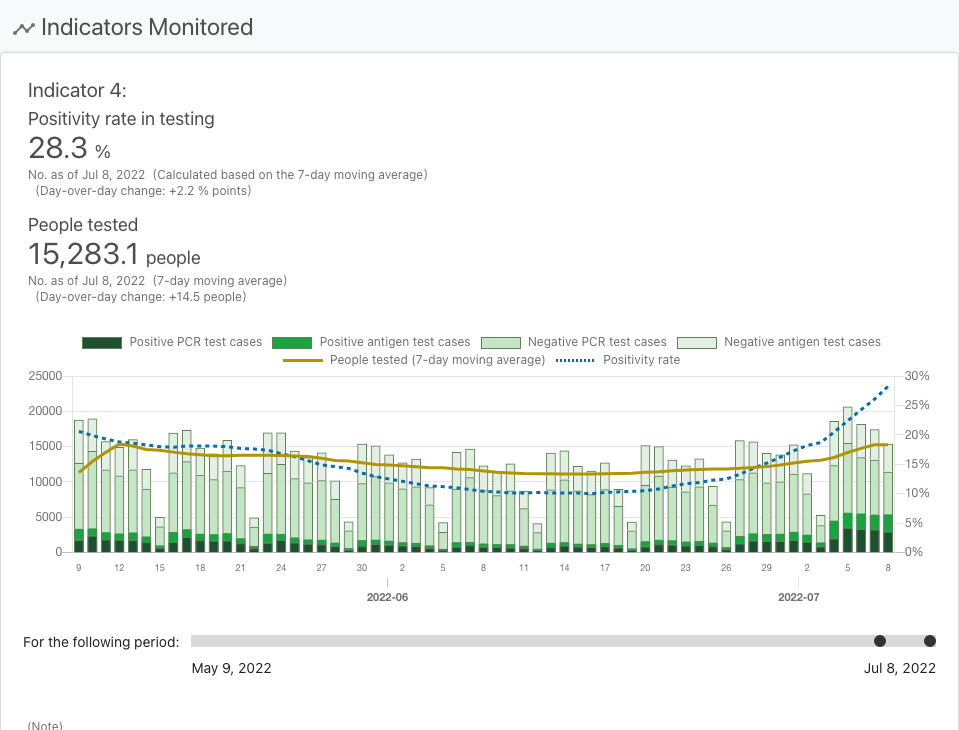 Indicators Monitored
Indicator 4:
Positivity rate in testing
28.3 %
No. as of Jul 8, 2022 (Calculated based on the 7-day moving average)
(Day-over-day change: +2.2 % points)
People tested
15,283.1 people
No. as of Jul 8, 2022 (7-day moving average)
(Day-over-day change: +14.5 people)
Positive PCR test cases Positive antigen test cases Negative PCR test cases Negative antigen test cases
People tested (7-day moving average) Positivity rate
25000 30%
25%
20000
20%
15000
15%
10000
10%
5000
5%
0 0%
9 12 15 18 21 24 27 30 2 5 8 11 14 17 20 23 26 29 2 5 8
2022-06 2022-07
For the following period:
May 9, 2022 Jul 8, 2022
(Note)